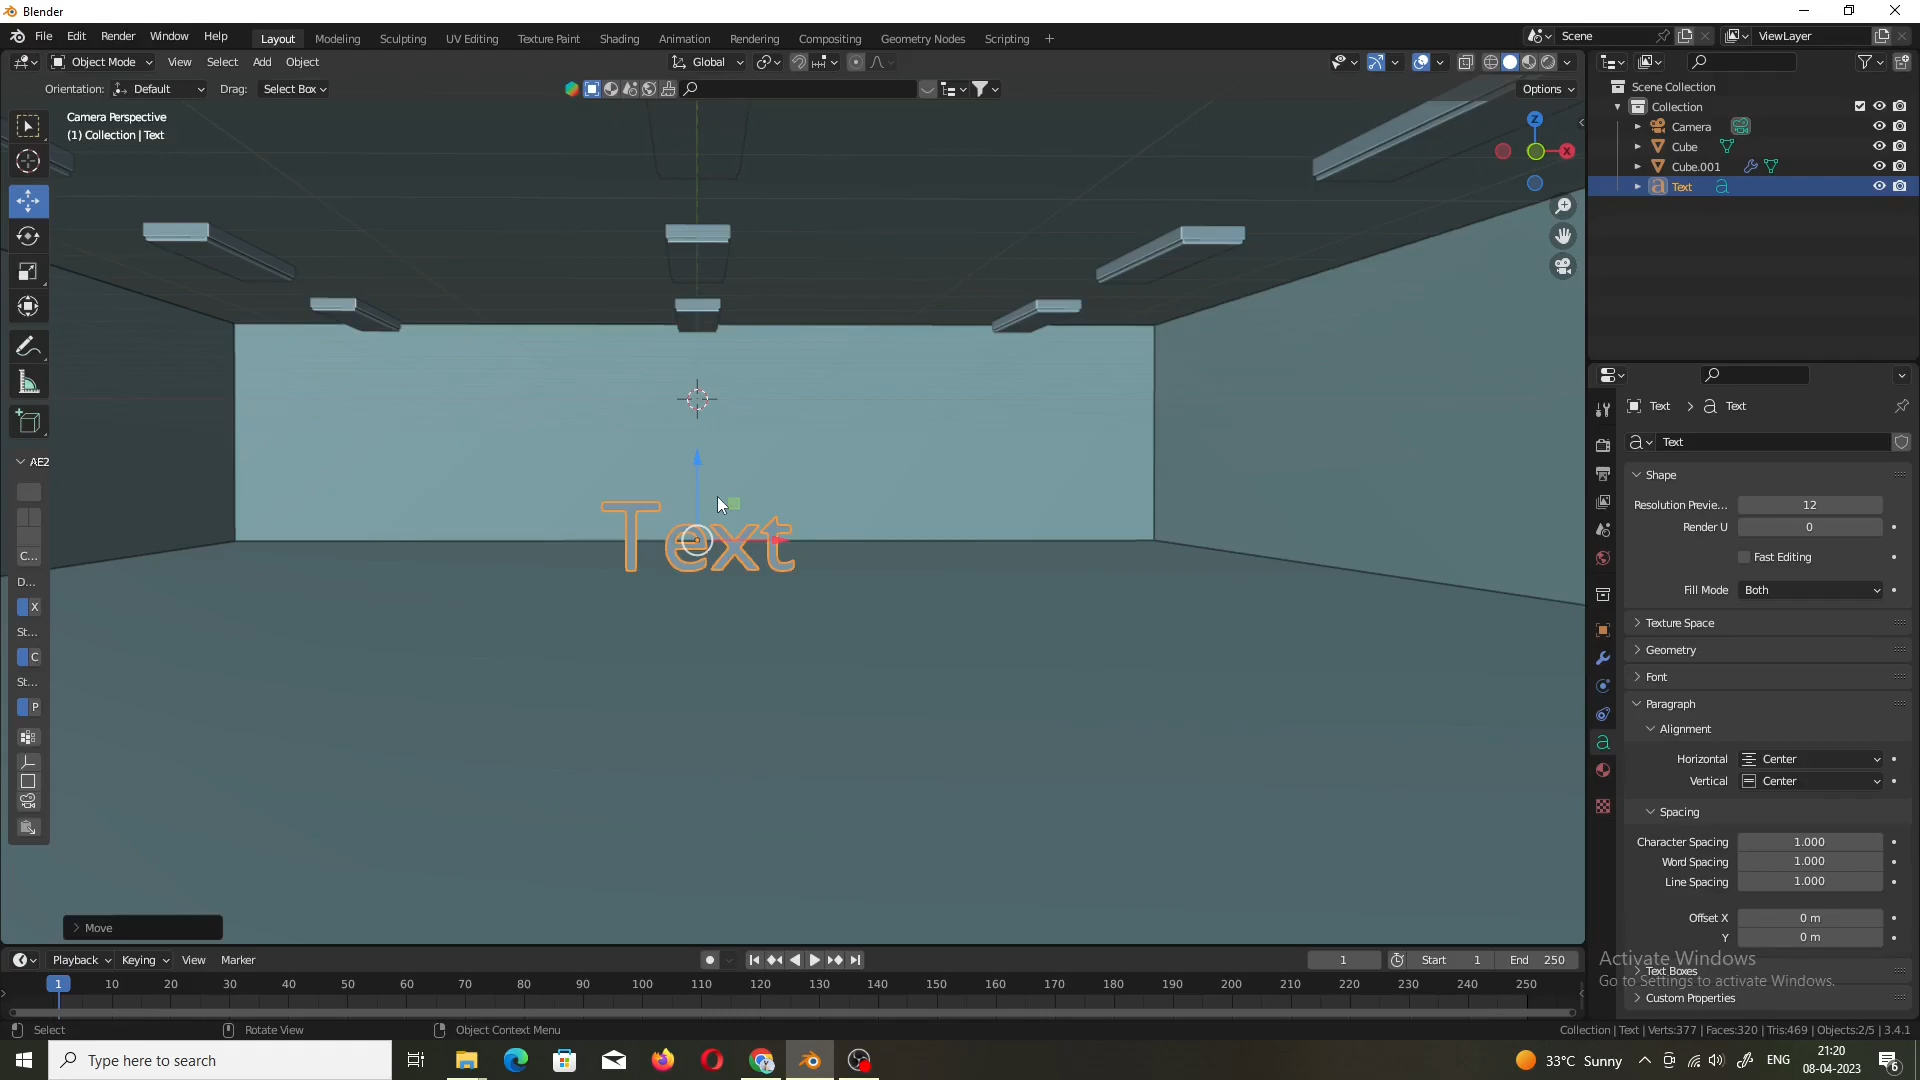 Blender
File Edit Render Window Help Layout Modeling Sculpting UV Editing Texture Paint Shading Animation Rendering Compositing Geometry Nodes Scripting + Scene ViewLayer
Object Mode View Select Add Object Global
Orientation: Default Drag: Select Box Options
Camera Perspective
(1) Collection | Text
Z
X
Scene Collection
Collection
Camera
Cube
Cube.001
Text
Text Text
Text
Shape
Resolution Previe... 12
Render U 0
Fast Editing
Fill Mode Both
Texture Space
Geometry
Font
Paragraph
Alignment
Horizontal Center
Vertical Center
Spacing
Character Spacing 1.000
Word Spacing 1.000
Line Spacing 1.000
Offset X 0 m
Y 0 m
Text Boxes
Custom Properties
Activate Windows
Go to Settings to activate Windows.
AE2
C...
D...
X
St...
C
St...
P
Text
Move
Playback Keying View Marker 1 Start 1 End 250
1 10 20 30 40 50 60 70 80 90 100 110 120 130 140 150 160 170 180 190 200 210 220 230 240 250
Select Rotate View Object Context Menu Collection | Text | Verts:377 | Faces:320 | Tris:469 | Objects:2/5 | 3.4.1
Type here to search 33°C Sunny ENG 21:20
08-04-2023
6